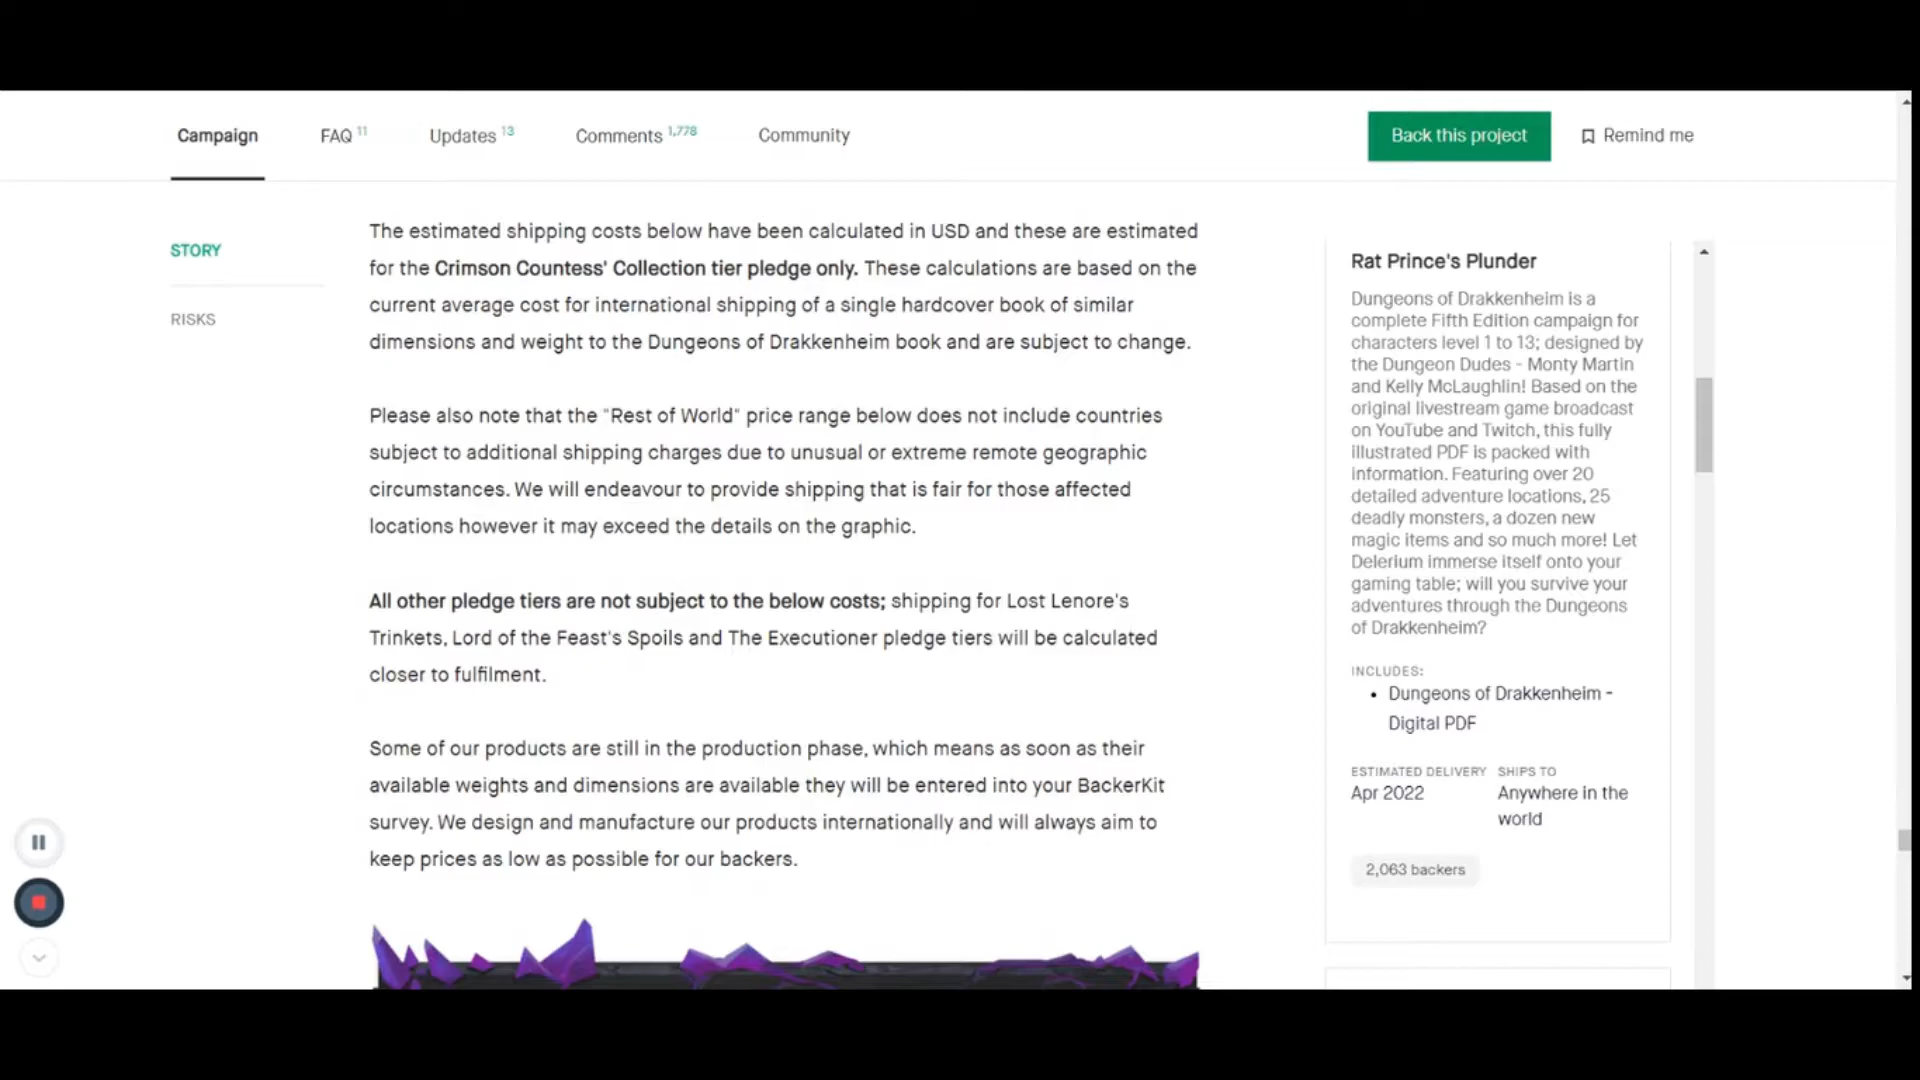 Campaign
FAQ 11
Updates 13
Comments 1,778
Community
Back this project
Remind me
STORY
RISKS
The estimated shipping costs below have been calculated in USD and these are estimated
for the Crimson Countess' Collection tier pledge only. These calculations are based on the
current average cost for international shipping of a single hardcover book of similar
dimensions and weight to the Dungeons of Drakkenheim book and are subject to change.
Please also note that the "Rest of World" price range below does not include countries
subject to additional shipping charges due to unusual or extreme remote geographic
circumstances. We will endeavour to provide shipping that is fair for those affected
locations however it may exceed the details on the graphic.
All other pledge tiers are not subject to the below costs; shipping for Lost Lenore's
Trinkets, Lord of the Feast's Spoils and The Executioner pledge tiers will be calculated
closer to fulfilment.
Some of our products are still in the production phase, which means as soon as their
available weights and dimensions are available they will be entered into your BackerKit
survey. We design and manufacture our products internationally and will always aim to
keep prices as low as possible for our backers.
Rat Prince's Plunder
Dungeons of Drakkenheim is a
complete Fifth Edition campaign for
characters level 1 to 13; designed by
the Dungeon Dudes - Monty Martin
and Kelly McLaughlin! Based on the
original livestream game broadcast
on YouTube and Twitch, this fully
illustrated PDF is packed with
information. Featuring over 20
detailed adventure locations, 25
deadly monsters, a dozen new
magic items and so much more! Let
Delerium immerse itself onto your
gaming table; will you survive your
adventures through the Dungeons
of Drakkenheim?
INCLUDES:
• Dungeons of Drakkenheim -
Digital PDF
ESTIMATED DELIVERY
Apr 2022
SHIPS TO
Anywhere in the
world
2,063 backers